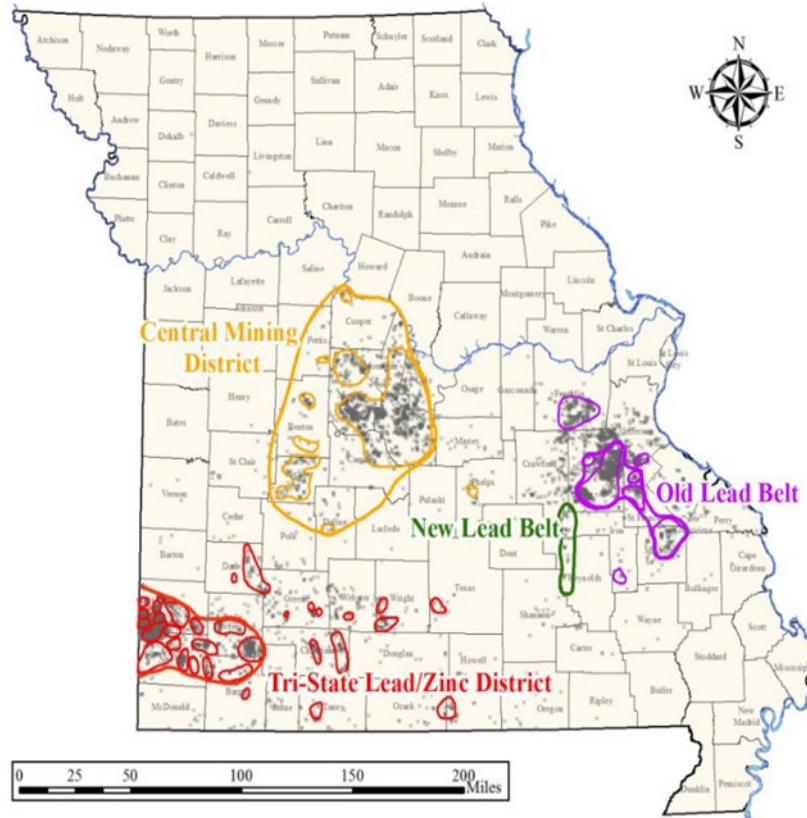 Atchison
Nodaway
Worth
Harrison
Mercer
Putnam
Schuyler
Scotland
Clark
Gentry
Sullivan
Adair
Knox
Lewis
Holt
Andrew
Dekalb
Daviess
Grundy
Linn
Macon
Shelby
Marion
Buchanan
Clinton
Caldwell
Livingston
Platte
Clay
Ray
Carroll
Chariton
Randolph
Monroe
Ralls
Pike
Audrain
Jackson
Lafayette
Saline
Howard
Boone
Callaway
Montgomery
Lincoln
Warren
St Charles
Johnson
Pettis
Cooper
St Louis
St Louis
City
Central Mining
District
Henry
Benton
Osage
Gasconade
Franklin
Jefferson
Bates
St Clair
Maries
Phelps
Crawford
Vernon
Cedar
Polk
Dallas
Laclede
Pulaski
Dent
Iron
Perry
Old Lead Belt
New Lead Belt
Barton
Dade
Greene
Webster
Wright
Texas
Reynolds
Shannon
Wayne
Bollinger
Cape
Girardeau
Douglas
Howell
Carter
Scott
Stoddard
Tri-State Lead/Zinc District
McDonald
Taney
Ozark
Oregon
Ripley
Butler
New
Madrid
Dunklin
Pemiscot
N
W
E
S
0
25
50
100
150
200
Miles